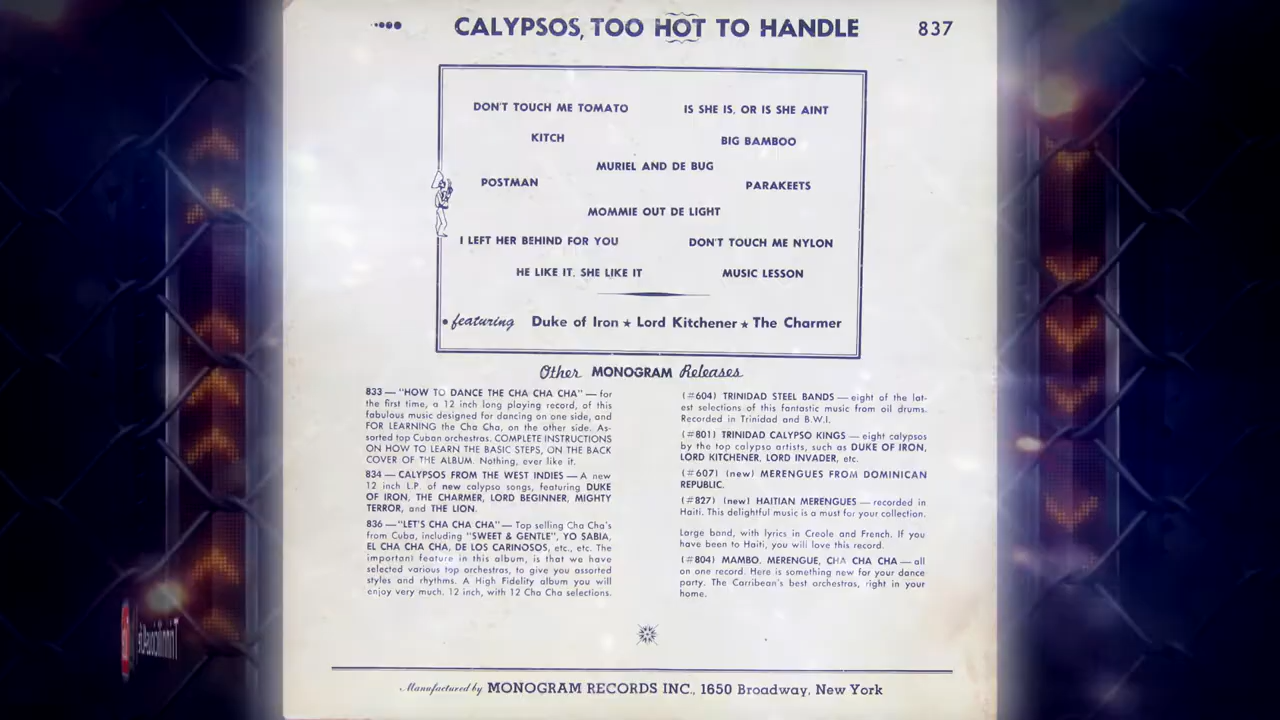 CALYPSOS, TOO HOT TO HANDLE 837
DON'T TOUCH ME TOMATO IS SHE IS, OR IS SHE AINT
KITCH BIG BAMBOO
MURIEL AND DE BUG
POSTMAN PARAKEETS
MOMMIE OUT DE LIGHT
I LEFT HER BEHIND FOR YOU DON'T TOUCH ME NYLON
HE LIKE IT, SHE LIKE IT MUSIC LESSON
• featuring Duke of Iron ★ Lord Kitchener ★ The Charmer
Other MONOGRAM Releases
833 — "HOW TO DANCE THE CHA CHA CHA" — for
the first time, a 12 inch long playing record, of this
fabulous music designed for dancing on one side, and
FOR LEARNING the Cha Cha, on the other side. As-
sorted top Cuban orchestras. COMPLETE INSTRUCTIONS
ON HOW TO LEARN THE BASIC STEPS, ON THE BACK
COVER OF THE ALBUM. Nothing, ever like it.
834 — CALYPSOS FROM THE WEST INDIES — A new
12 inch L.P. of new calypso songs, featuring DUKE
OF IRON, THE CHARMER, LORD BEGINNER, MIGHTY
TERROR, and THE LION.
836 — "LET'S CHA CHA CHA" — Top selling Cha Cha's
from Cuba, including "SWEET & GENTLE", YO SABIA,
EL CHA CHA CHA, DE LOS CARINOSOS, etc., etc. The
important feature in this album, is that we have
selected various top orchestras, to give you assorted
styles and rhythms. A High Fidelity album you will
enjoy very much. 12 inch, with 12 Cha Cha selections.
(#604) TRINIDAD STEEL BANDS — eight of the lat-
est selections of this fantastic music from oil drums.
Recorded in Trinidad and B.W.I.
(#801) TRINIDAD CALYPSO KINGS — eight calypsos
by the top calypso artists, such as DUKE OF IRON,
LORD KITCHENER, LORD INVADER, etc.
(#607) (new) MERENGUES FROM DOMINICAN
REPUBLIC.
(#827) (new) HAITIAN MERENGUES — recorded in
Haiti. This delightful music is a must for your collection.
Large band, with lyrics in Creole and French. If you
have been to Haiti, you will love this record.
(#804) MAMBO, MERENGUE, CHA CHA CHA — all
on one record. Here is something new for your dance
party. The Carribean's best orchestras, right in your
home.
Manufactured by MONOGRAM RECORDS INC., 1650 Broadway, New York